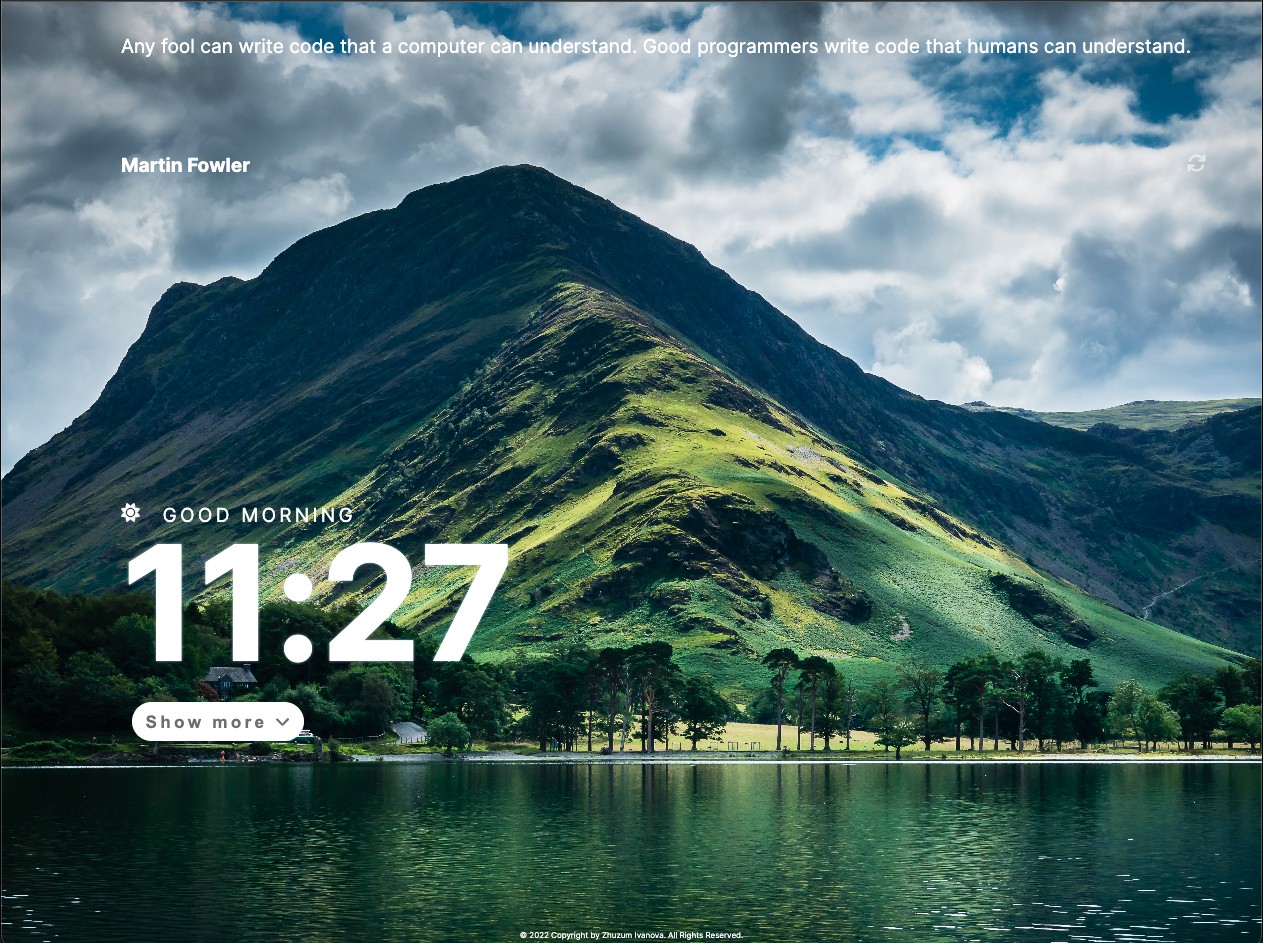 Any fool can write code that a computer can understand. Good programmers write code that humans can understand.
Martin Fowler
GOOD MORNING
11:27
Show more
© 2022 Copyright by Zhuzum Ivanova. All Rights Reserved.